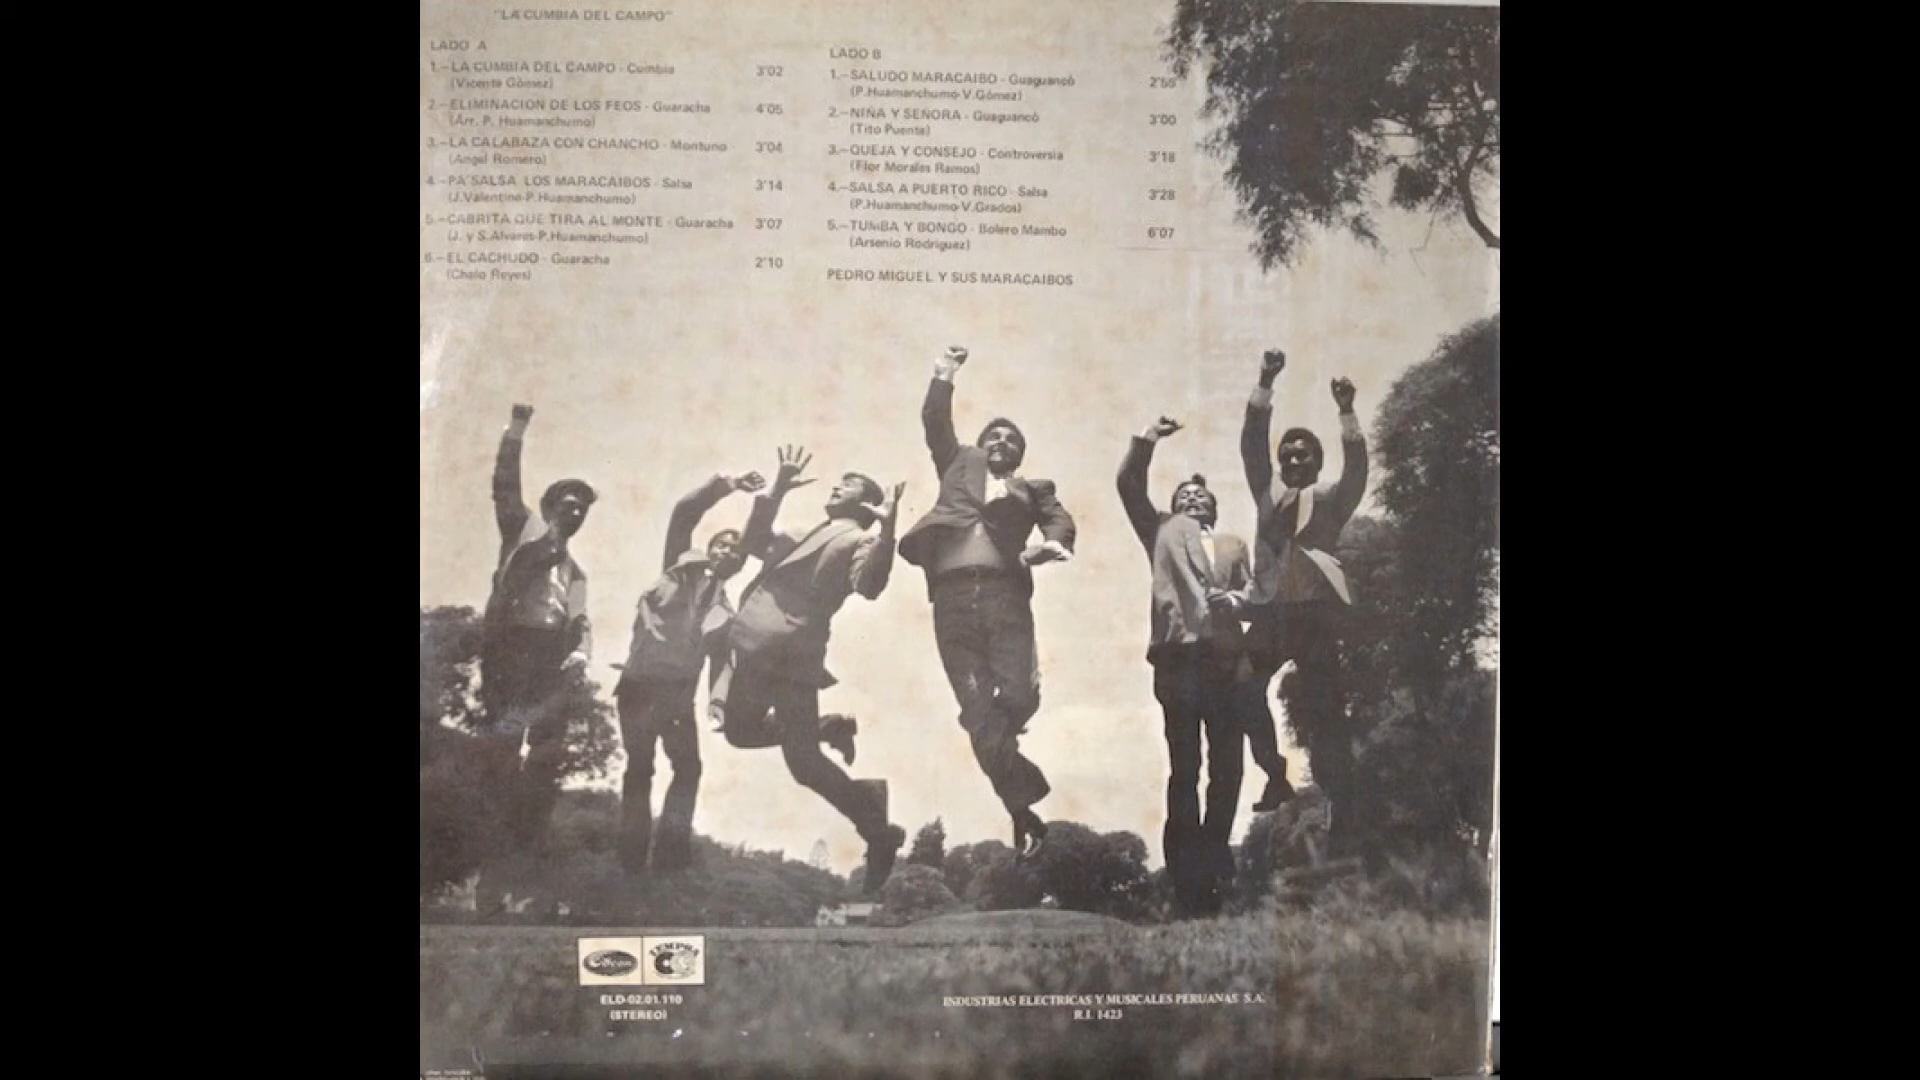 "LA CUMBIA DEL CAMPO"
LADO A
1.-LA CUMBIA DEL CAMPO - Cumbia 3'02
(Vicente Gómez)
2.-ELIMINACION DE LOS FEOS - Guaracha 4'05
(Arr. P. Huamanchumo)
3.-LA CALABAZA CON CHANCHO - Montuno 3'04
(Angel Romero)
4.-PA'SALSA LOS MARACAIBOS - Salsa 3'14
(J.Valentine-P.Huamanchumo)
5.-CABRITA QUE TIRA AL MONTE - Guaracha 3'07
(J. y S.Alvares-P.Huamanchumo)
6.-EL CACHUDO - Guaracha 2'10
(Chalo Reyes)
LADO B
1.-SALUDO MARACAIBO - Guaguancó 2'55
(P.Huamanchumo-V.Gómez)
2.-NIÑA Y SEÑORA - Guaguancó 3'00
(Tito Puente)
3.-QUEJA Y CONSEJO - Controversia 3'18
(Flor Morales Ramos)
4.-SALSA A PUERTO RICO - Salsa 3'28
(P.Huamanchumo-V.Grados)
5.-TUMBA Y BONGO - Bolero Mambo 6'07
(Arsenio Rodríguez)
PEDRO MIGUEL Y SUS MARACAIBOS
Odeon
IEMPSA
ELD-02.01.110
(STEREO)
INDUSTRIAS ELECTRICAS Y MUSICALES PERUANAS S.A.
R.I. 1423